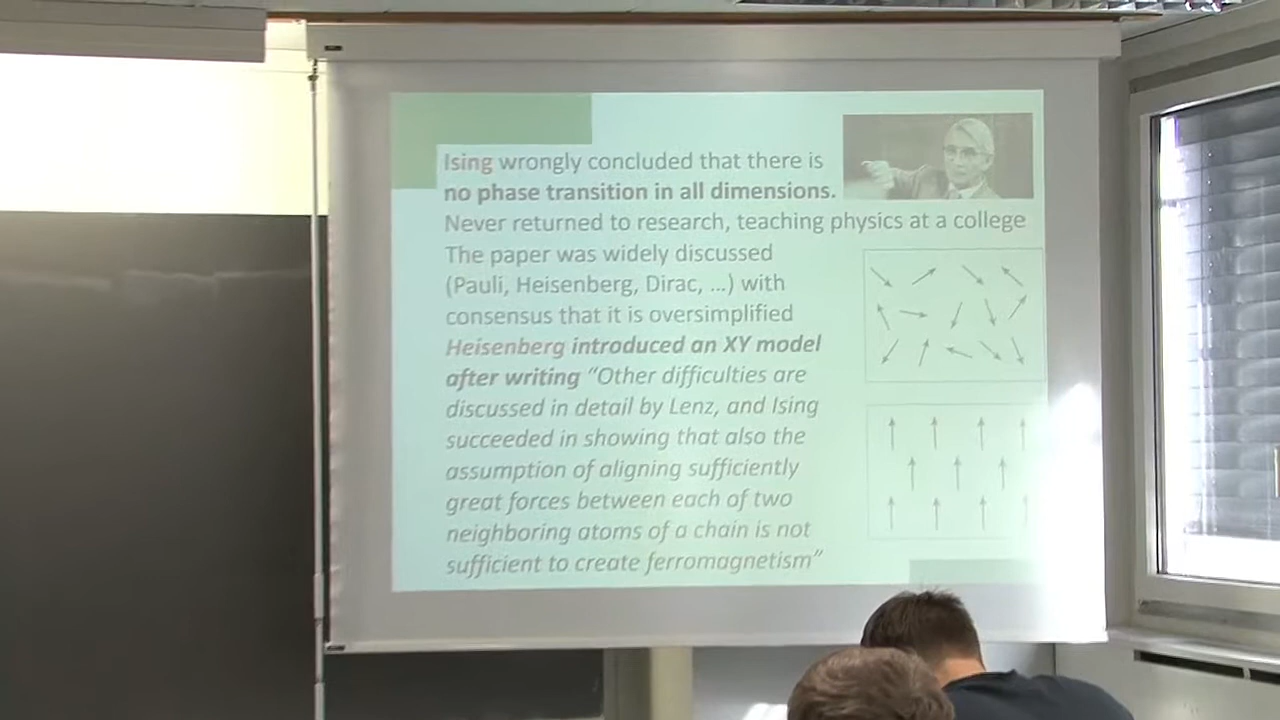 Ising wrongly concluded that there is
no phase transition in all dimensions.
Never returned to research, teaching physics at a college
The paper was widely discussed
(Pauli, Heisenberg, Dirac, ...) with
consensus that it is oversimplified
Heisenberg introduced an XY model
after writing “Other difficulties are
discussed in detail by Lenz, and Ising
succeeded in showing that also the
assumption of aligning sufficiently
great forces between each of two
neighboring atoms of a chain is not
sufficient to create ferromagnetism”